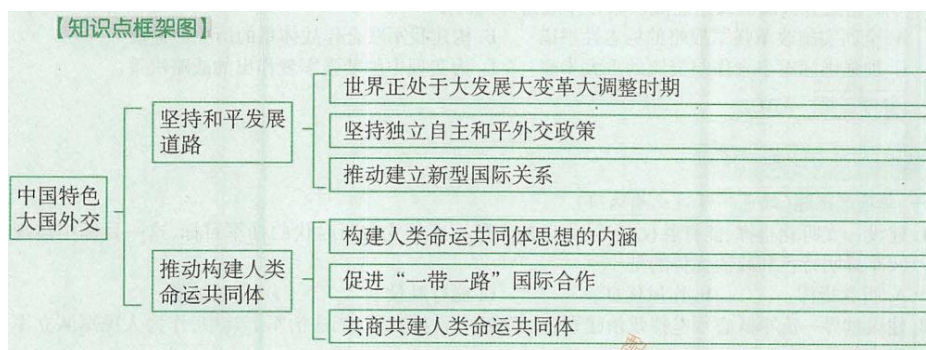 【知识点框架图】
世界正处于大发展大变革大调整时期
坚持和平发展
道路
坚持独立自主和平外交政策
推动建立新型国际关系
中国特色
大国外交
构建人类命运共同体思想的内涵
推动构建人类
命运共同体
促进“一带一路”国际合作
共商共建人类命运共同体